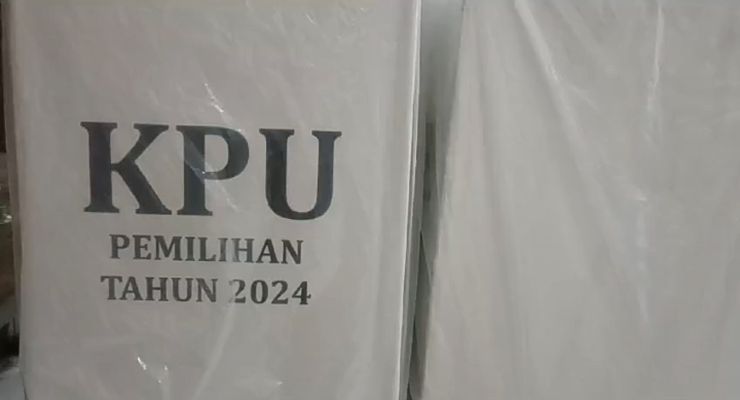 KPU
PEMILIHAN
TAHUN 2024